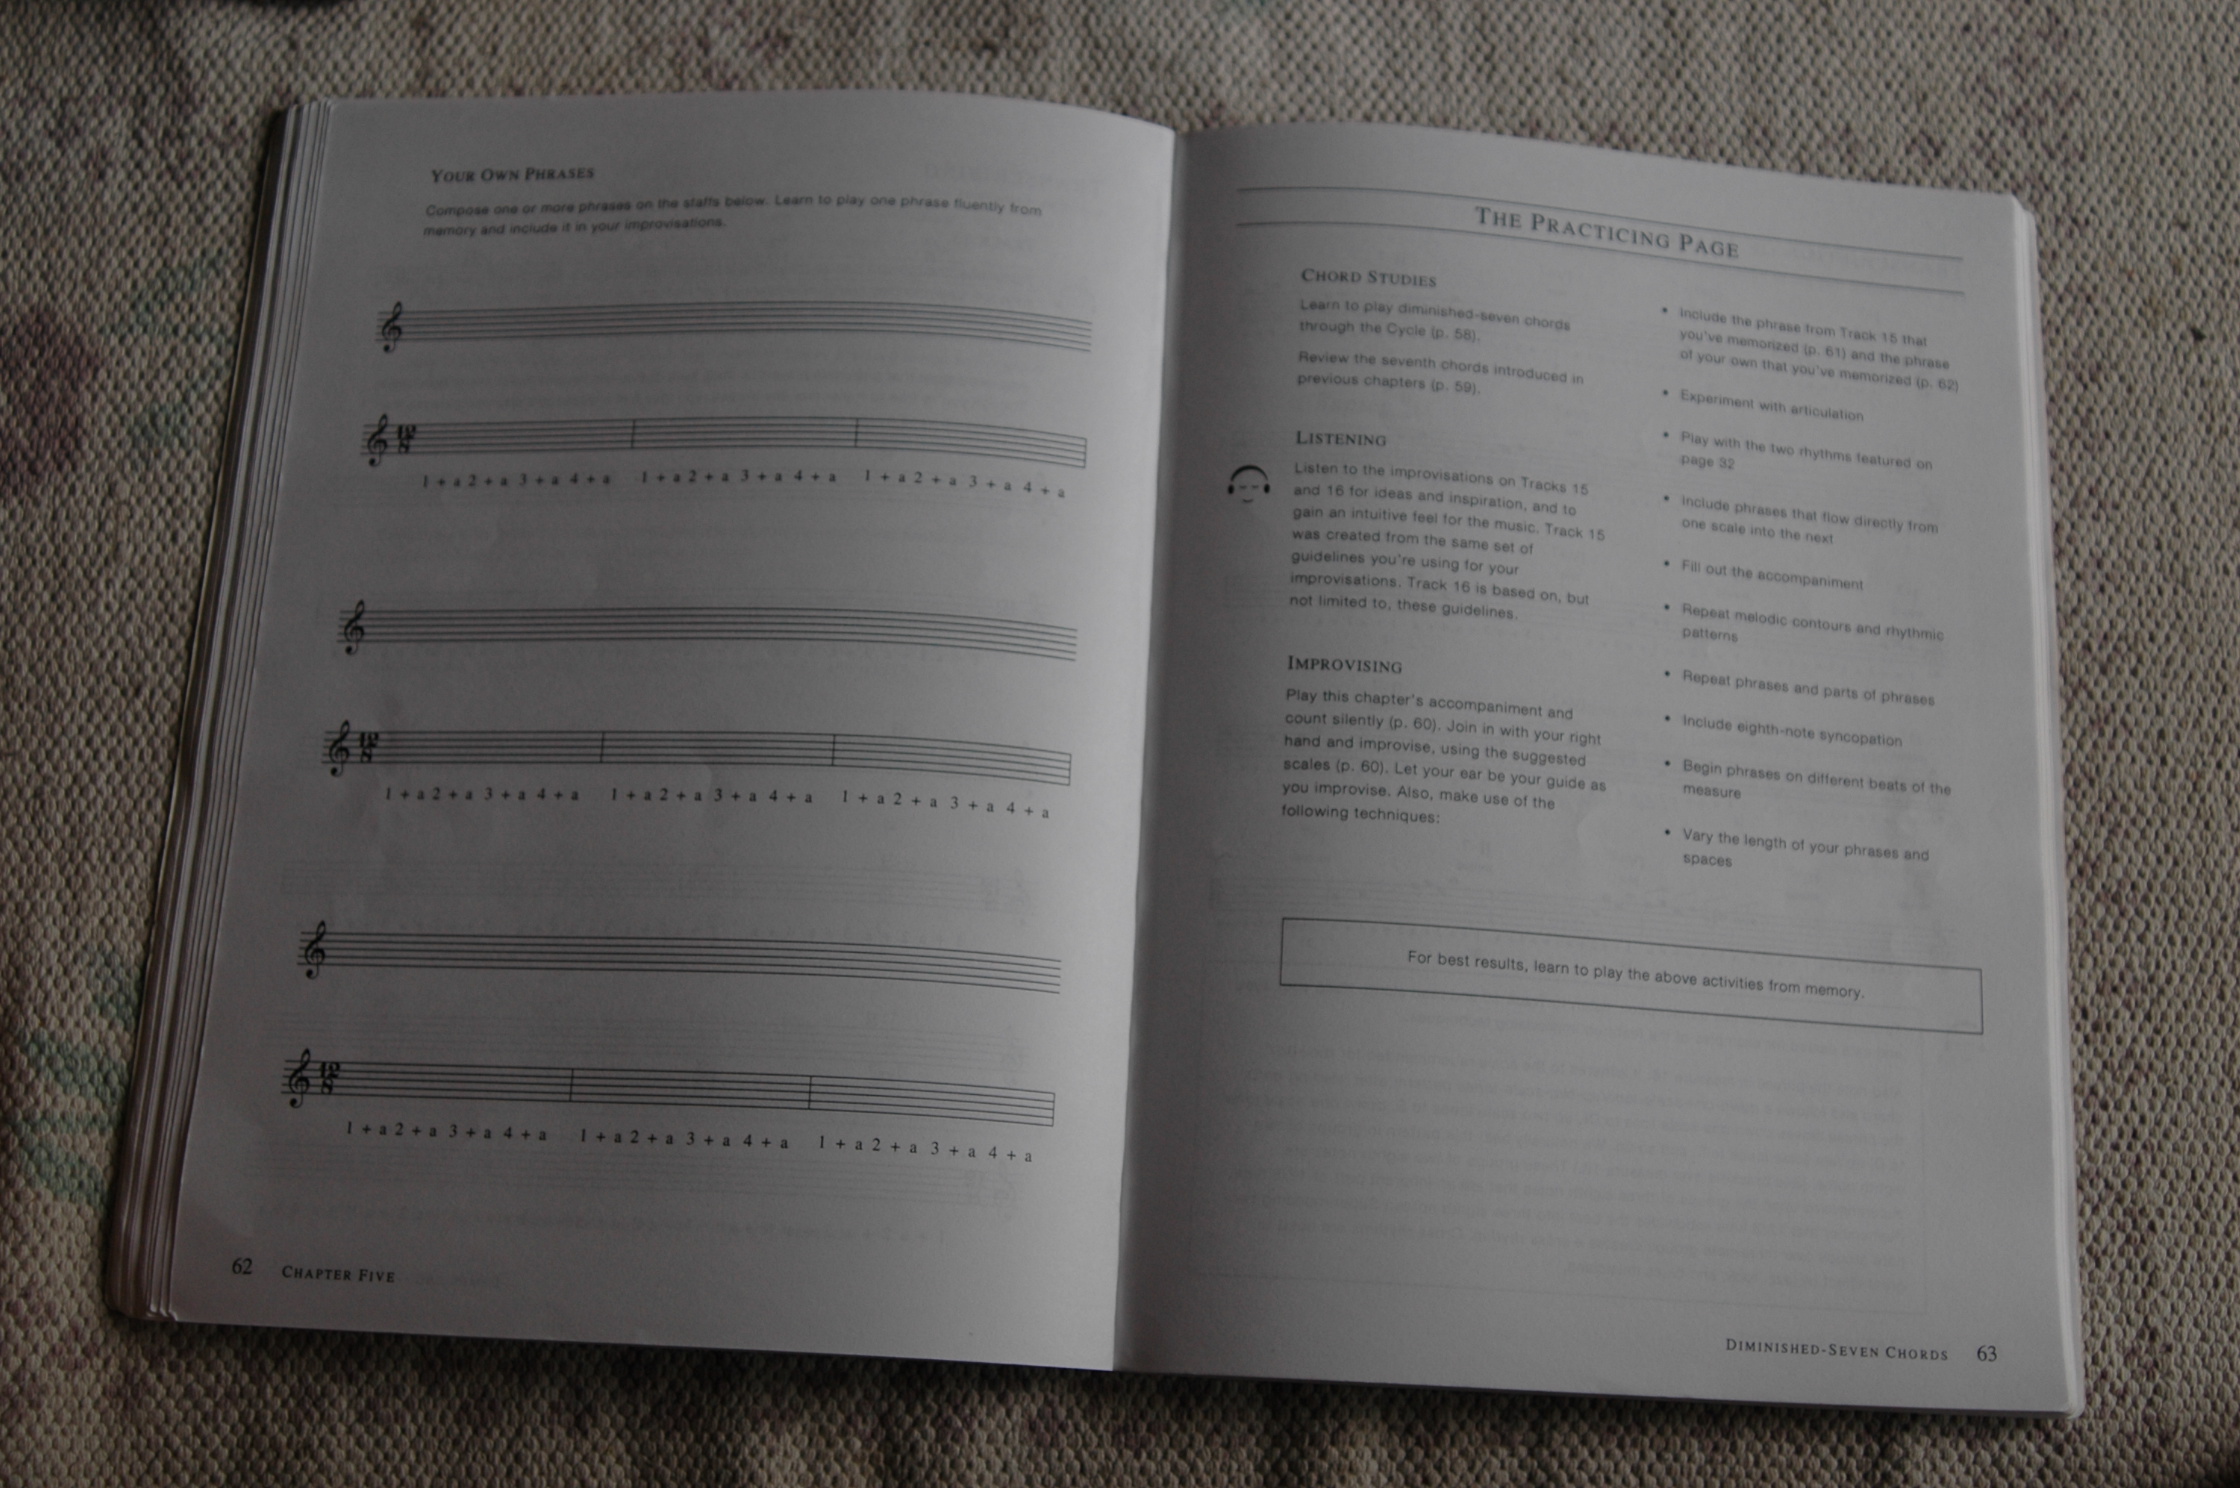 YOUR OWN PHRASES
Compose one or more phrases on the staffs below. Learn to play one phrase fluently from
memory and include it in your improvisations.
12
8
1 + a 2 + a 3 + a 4 + a 1 + a 2 + a 3 + a 4 + a 1 + a 2 + a 3 + a 4 + a
12
8
1 + a 2 + a 3 + a 4 + a 1 + a 2 + a 3 + a 4 + a 1 + a 2 + a 3 + a 4 + a
12
8
1 + a 2 + a 3 + a 4 + a 1 + a 2 + a 3 + a 4 + a 1 + a 2 + a 3 + a 4 + a
62 CHAPTER FIVE
THE PRACTICING PAGE
CHORD STUDIES
Learn to play diminished-seven chords
through the Cycle (p. 58).
Review the seventh chords introduced in
previous chapters (p. 59).
LISTENING
Listen to the improvisations on Tracks 15
and 16 for ideas and inspiration, and to
gain an intuitive feel for the music. Track 15
was created from the same set of
guidelines you're using for your
improvisations. Track 16 is based on, but
not limited to, these guidelines.
IMPROVISING
Play this chapter's accompaniment and
count silently (p. 60). Join in with your right
hand and improvise, using the suggested
scales (p. 60). Let your ear be your guide as
you improvise. Also, make use of the
following techniques:
• Include the phrase from Track 15 that
you've memorized (p. 61) and the phrase
of your own that you've memorized (p. 62)
• Experiment with articulation
• Play with the two rhythms featured on
page 32
• Include phrases that flow directly from
one scale into the next
• Fill out the accompaniment
• Repeat melodic contours and rhythmic
patterns
• Repeat phrases and parts of phrases
• Include eighth-note syncopation
• Begin phrases on different beats of the
measure
• Vary the length of your phrases and
spaces
For best results, learn to play the above activities from memory.
DIMINISHED-SEVEN CHORDS 63